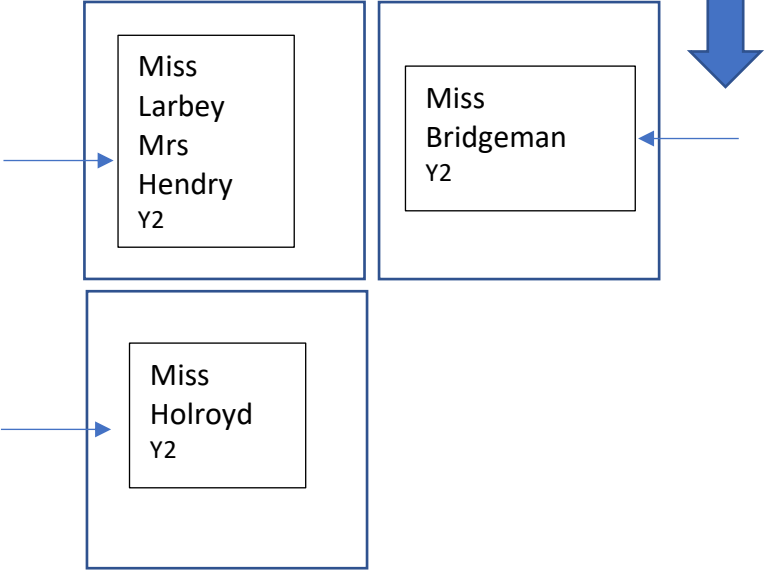 Miss
Larbey
Mrs
Hendry
Y2
Miss
Bridgeman
Y2
Miss
Holroyd
Y2